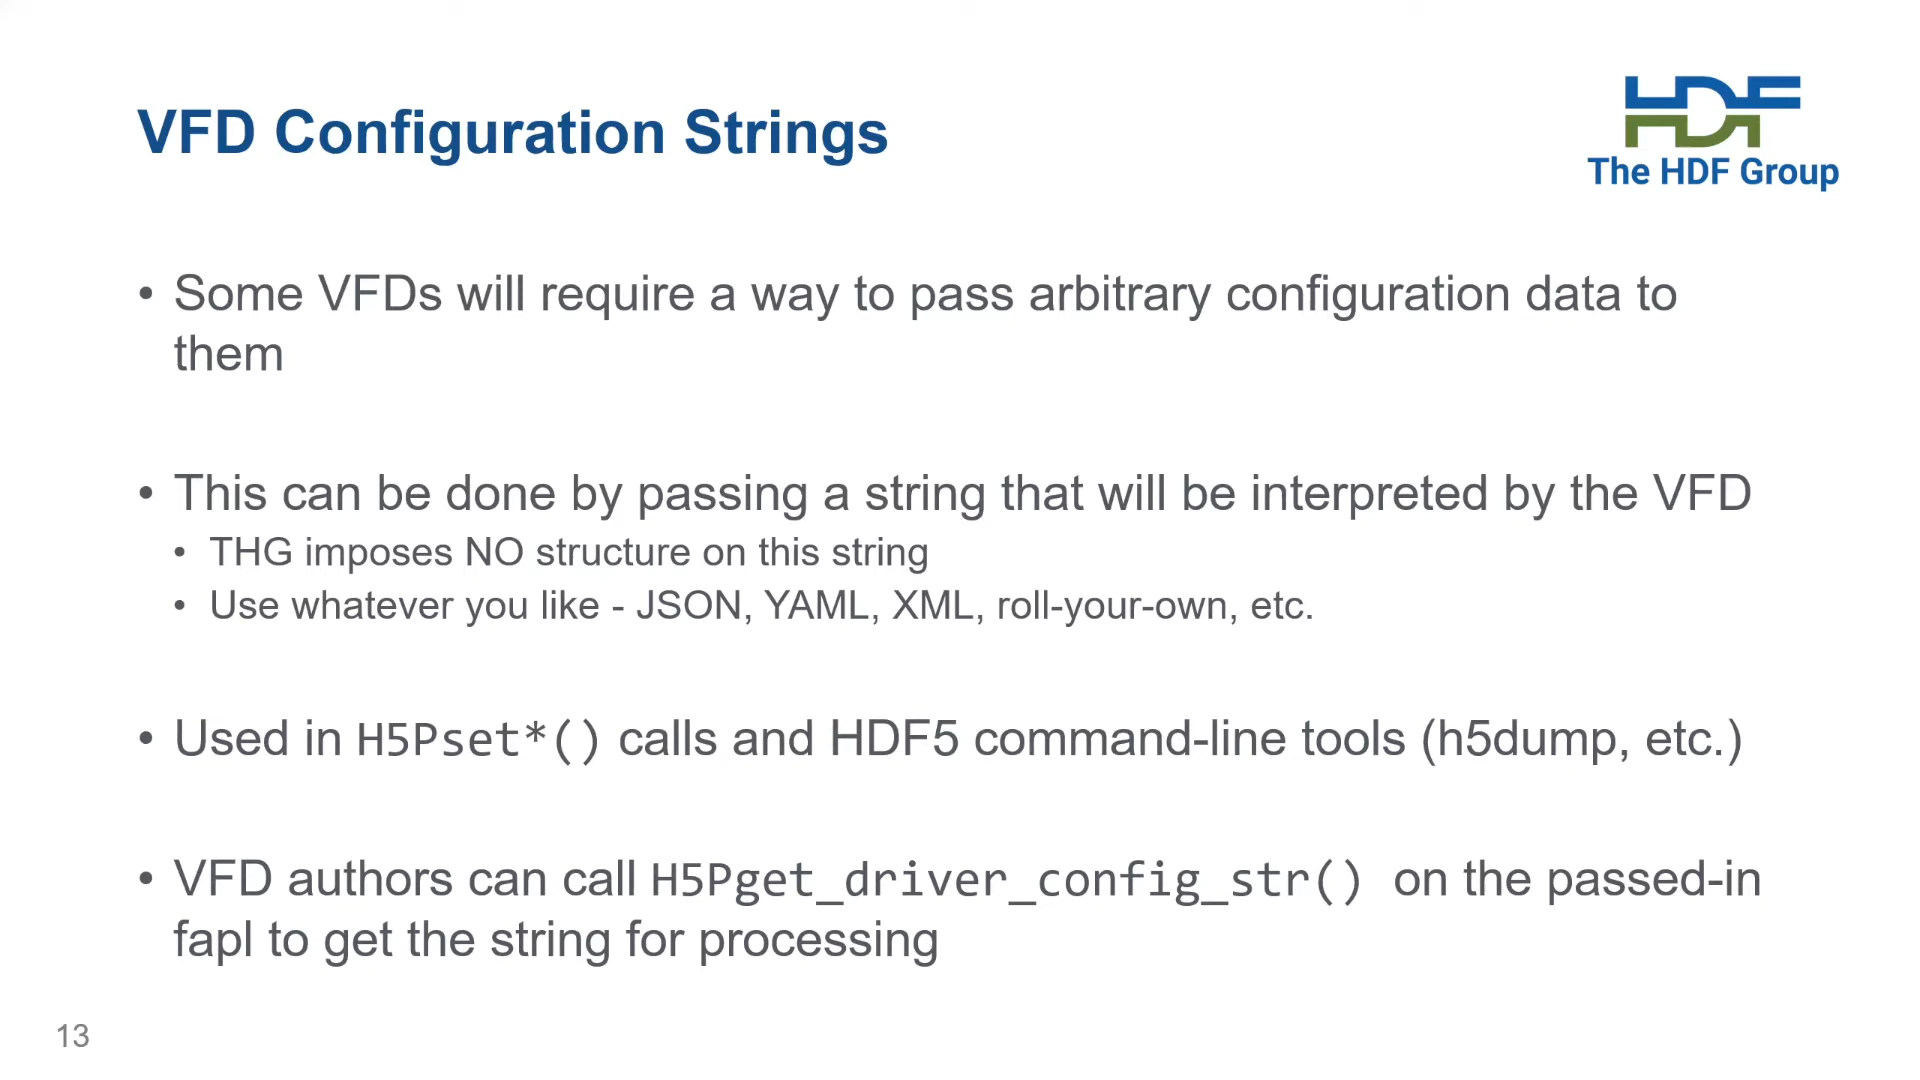 VFD Configuration Strings
HDF
The HDF Group
• Some VFDs will require a way to pass arbitrary configuration data to
them
• This can be done by passing a string that will be interpreted by the VFD
• THG imposes NO structure on this string
• Use whatever you like - JSON, YAML, XML, roll-your-own, etc.
• Used in H5Pset*() calls and HDF5 command-line tools (h5dump, etc.)
• VFD authors can call H5Pget_driver_config_str() on the passed-in
fapl to get the string for processing
13